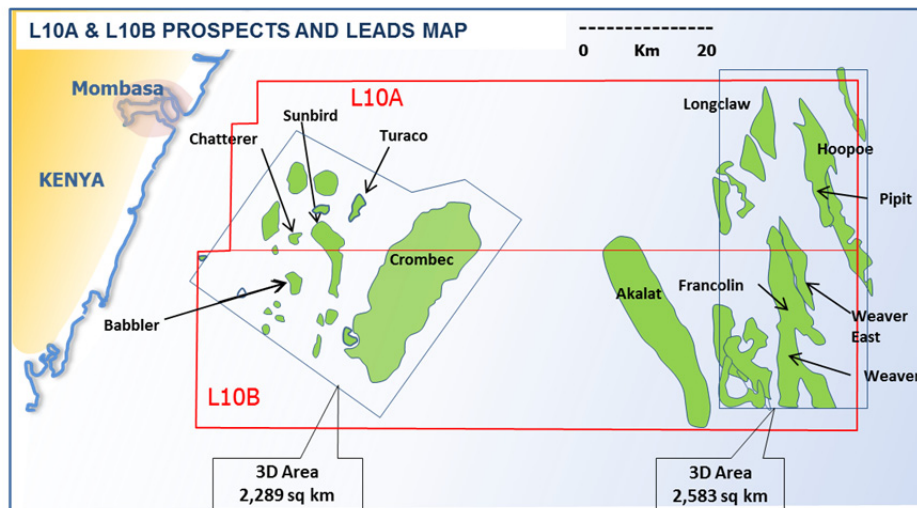 L10A & L10B PROSPECTS AND LEADS MAP
0 Km 20
L10A
Mombasa
Sunbird
Longclaw
Chatterer
Turaco
Hoopoe
KENYA
Pipit
Crombec
Francolin
Akalat
Babbler
Weaver
East
Weaver
L10B
3D Area
2,289 sq km
3D Area
2,583 sq km